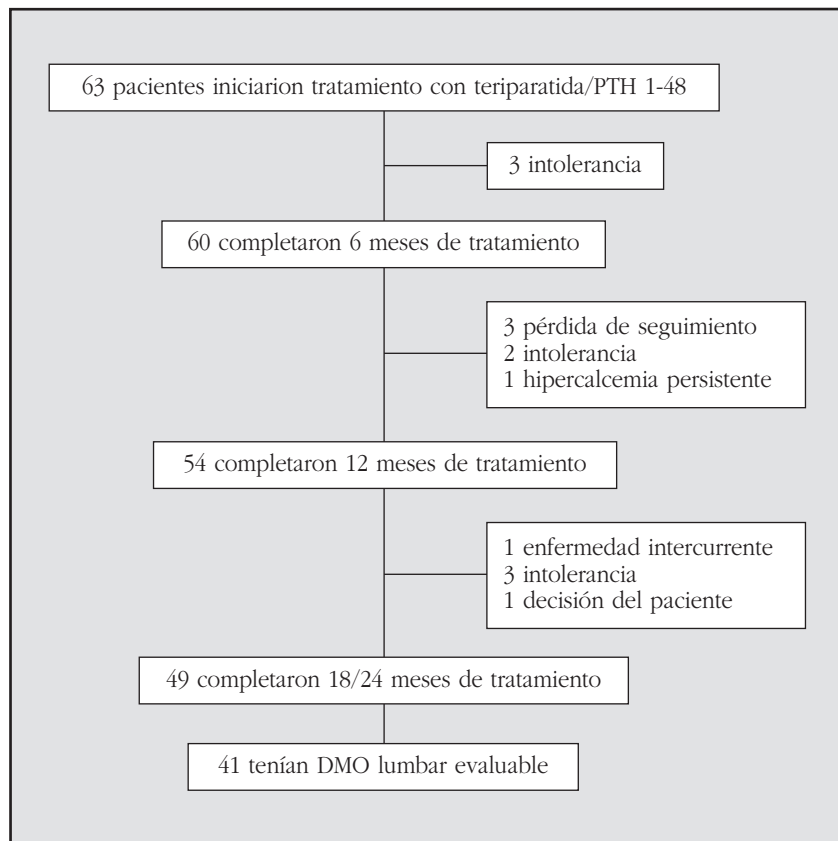 63 pacientes iniciarion tratamiento con teriparatida/PTH 1-48
3 intolerancia
60 completaron 6 meses de tratamiento
3 pérdida de seguimiento
2 intolerancia
1 hipercalcemia persistente
54 completaron 12 meses de tratamiento
1 enfermedad intercurrente
3 intolerancia
1 decisión del paciente
49 completaron 18/24 meses de tratamiento
41 tenían DMO lumbar evaluable